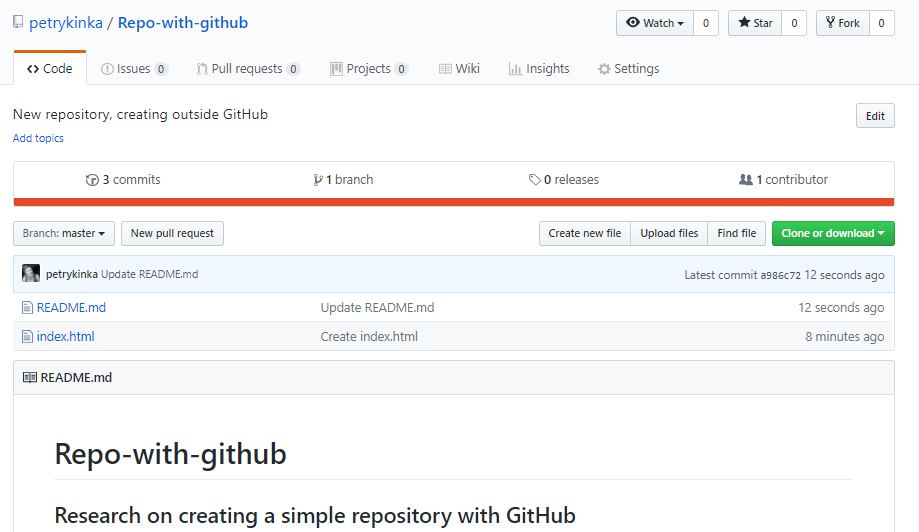 petrykinka / Repo-with-github
Watch 0 Star 0 Fork 0
Code Issues 0 Pull requests 0 Projects 0 Wiki Insights Settings
New repository, creating outside GitHub Edit
Add topics
3 commits 1 branch 0 releases 1 contributor
Branch: master New pull request Create new file Upload files Find file Clone or download
petrykinka Update README.md Latest commit a986c72 12 seconds ago
README.md Update README.md 12 seconds ago
index.html Create index.html 8 minutes ago
README.md
Repo-with-github
Research on creating a simple repository with GitHub